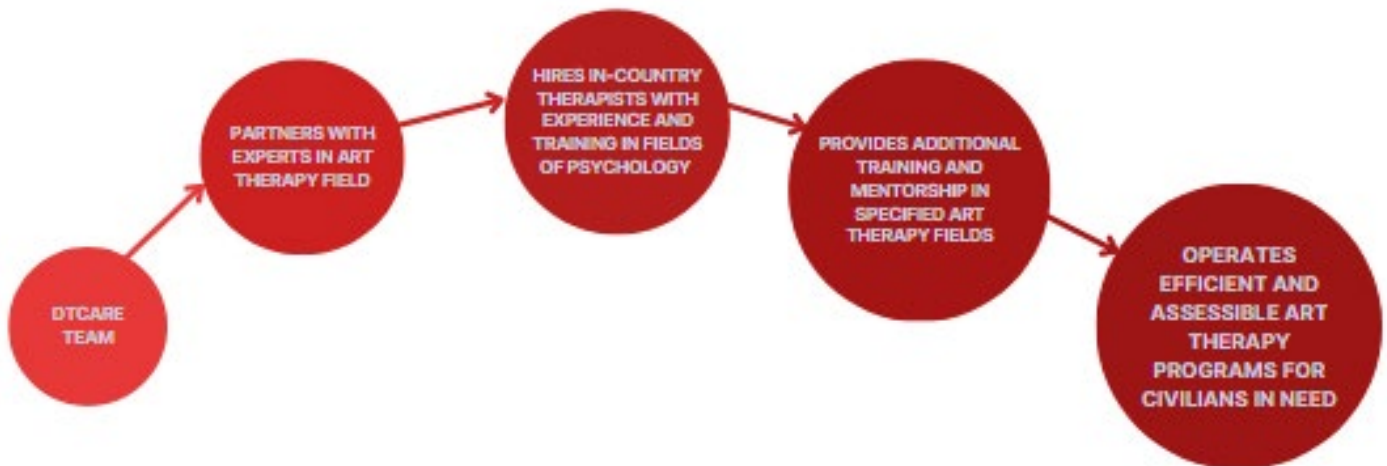 DTCARE
TEAM
PARTNERS WITH
EXPERTS IN ART
THERAPY FIELD
HIRES IN-COUNTRY
THERAPISTS WITH
EXPERIENCE AND
TRAINING IN FIELDS
OF PSYCHOLOGY
PROVIDES ADDITIONAL
TRAINING AND
MENTORSHIP IN
SPECIFIED ART
THERAPY FIELDS
OPERATES
EFFICIENT AND
ASSESSIBLE ART
THERAPY
PROGRAMS FOR
CIVILIANS IN NEED